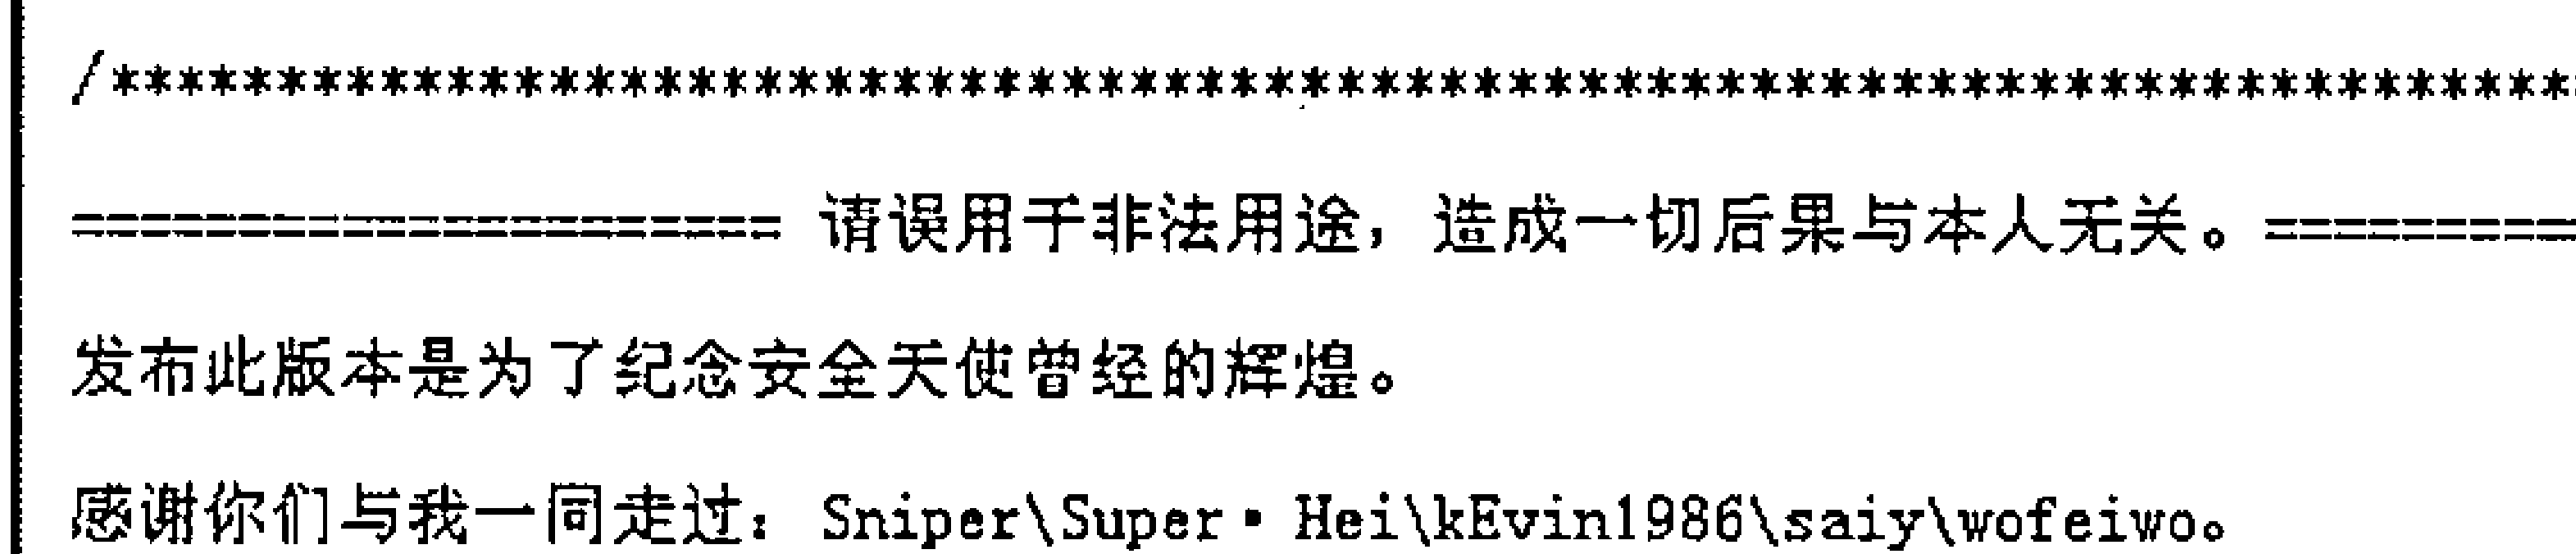 /*************************************************************************
===================== 请误用于非法用途，造成一切后果与本人无关。=========
发布此版本是为了纪念安全天使曾经的辉煌。
感谢你们与我一同走过：Sniper\Super·Hei\kEvin1986\saiy\wofeiwo。